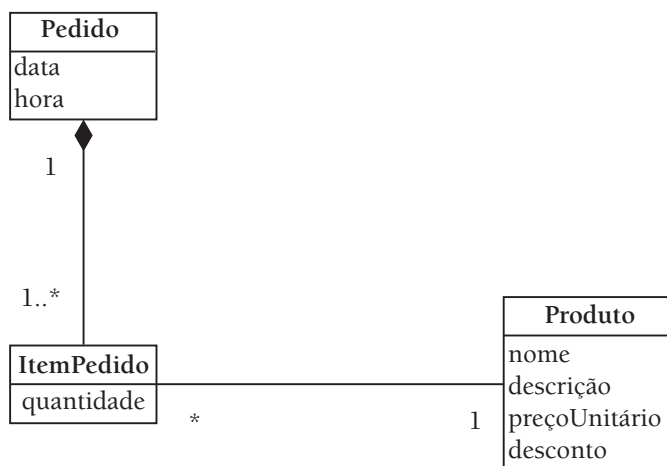 Pedido
data
hora
1
1..*
ItemPedido
quantidade
*
1
Produto
nome
descrição
preçoUnitário
desconto